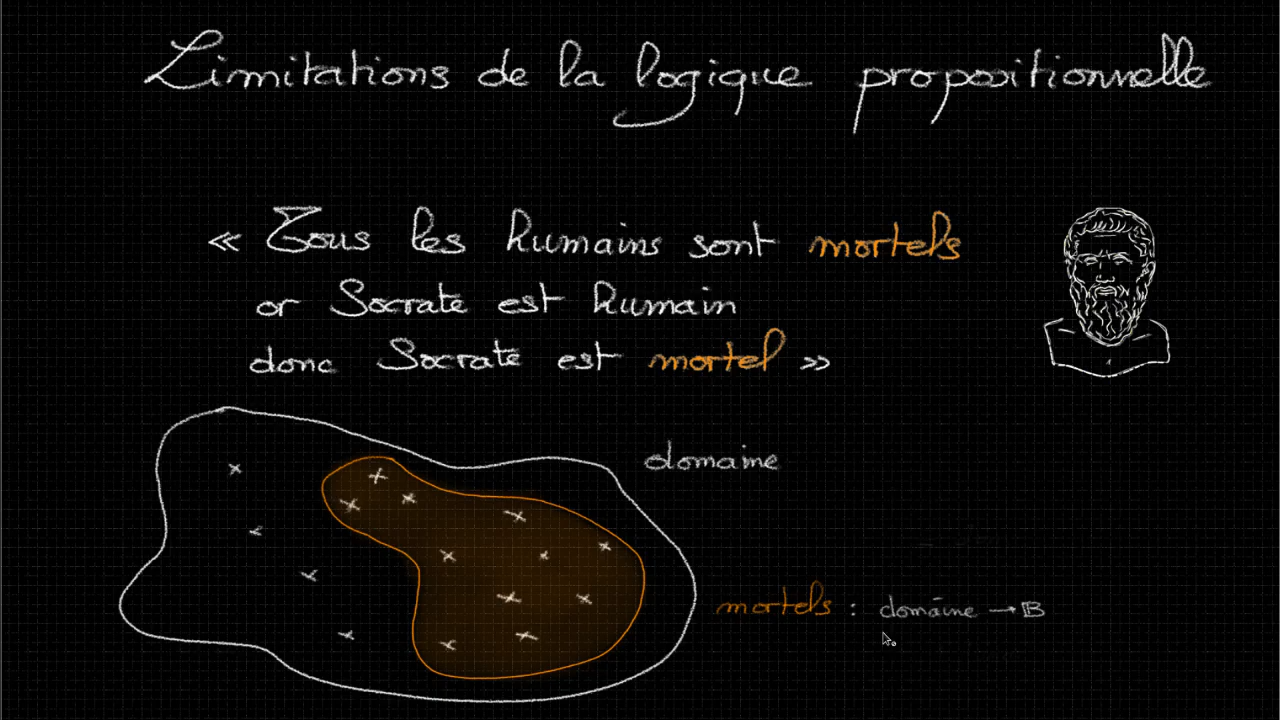 Limitations de la logique propositionnelle
« Tous les humains sont mortels
or Socrate est humain
donc Socrate est mortel »
domaine
mortels : domaine → 𝔹